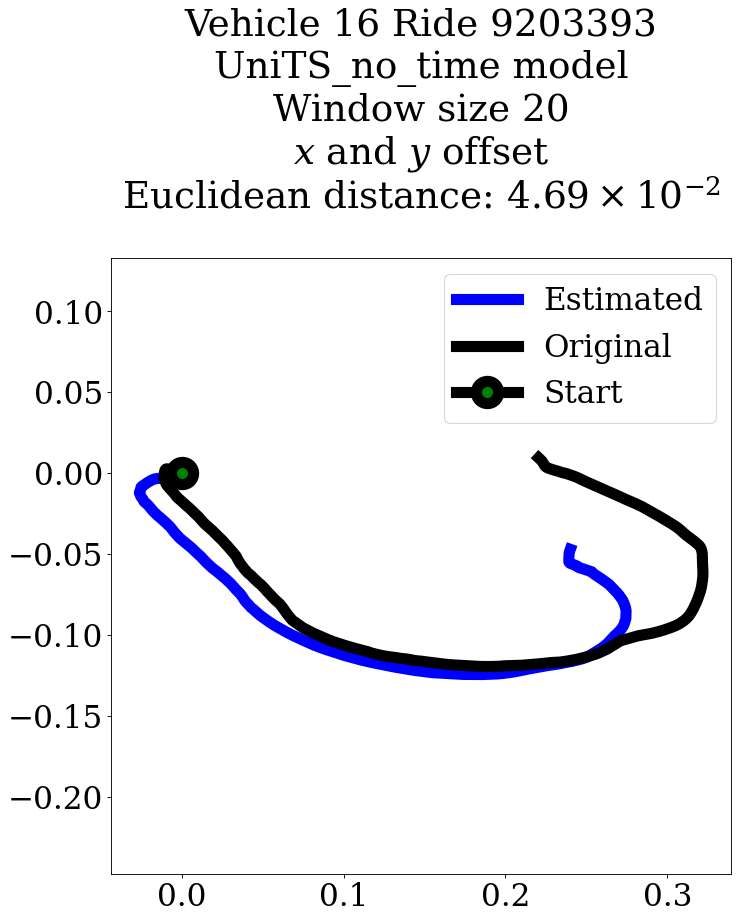 Vehicle 16 Ride 9203393
UniTS_no_time model
Window size 20
x and y offset
Euclidean distance: 4.69 × 10⁻²
Estimated
Original
Start
0.10
0.05
0.00
−0.05
−0.10
−0.15
−0.20
0.0 0.1 0.2 0.3